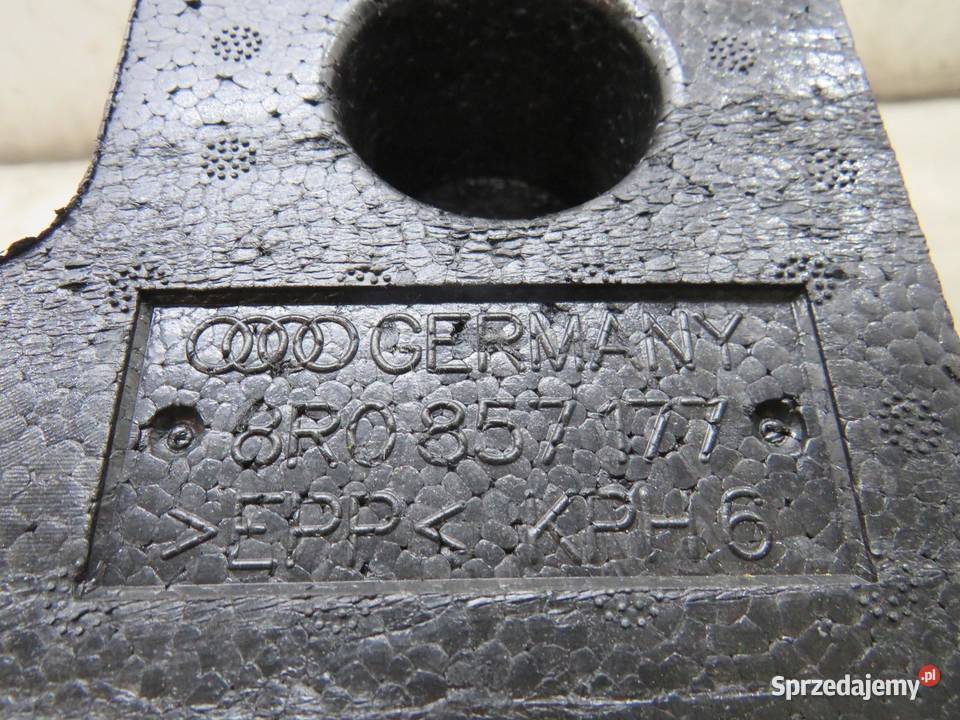 GERMANY
8R0 857 177
>EPP< KPH 6
Sprzedajemy.pl